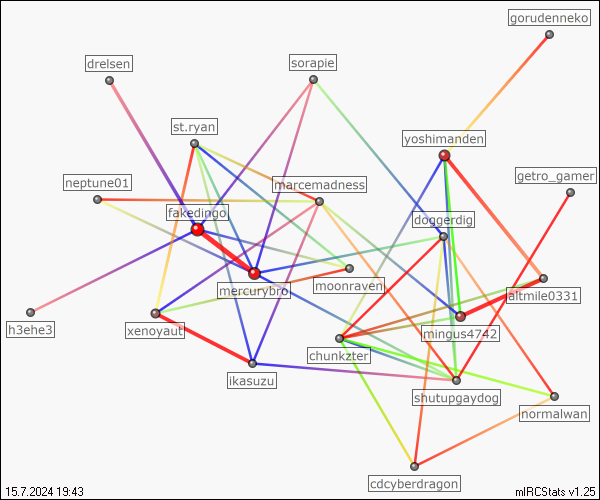 gorudenneko
drelsen
sorapie
st.ryan
yoshimanden
neptune01
marcemadness
getro_gamer
fakedingo
doggerdig
mercurybro
moonraven
altmile0331
h3ehe3
xenoyaut
mingus4742
chunkzter
ikasuzu
shutupgaydog
normalwan
cdcyberdragon
15.7.2024 19:43
mIRCStats v1.25